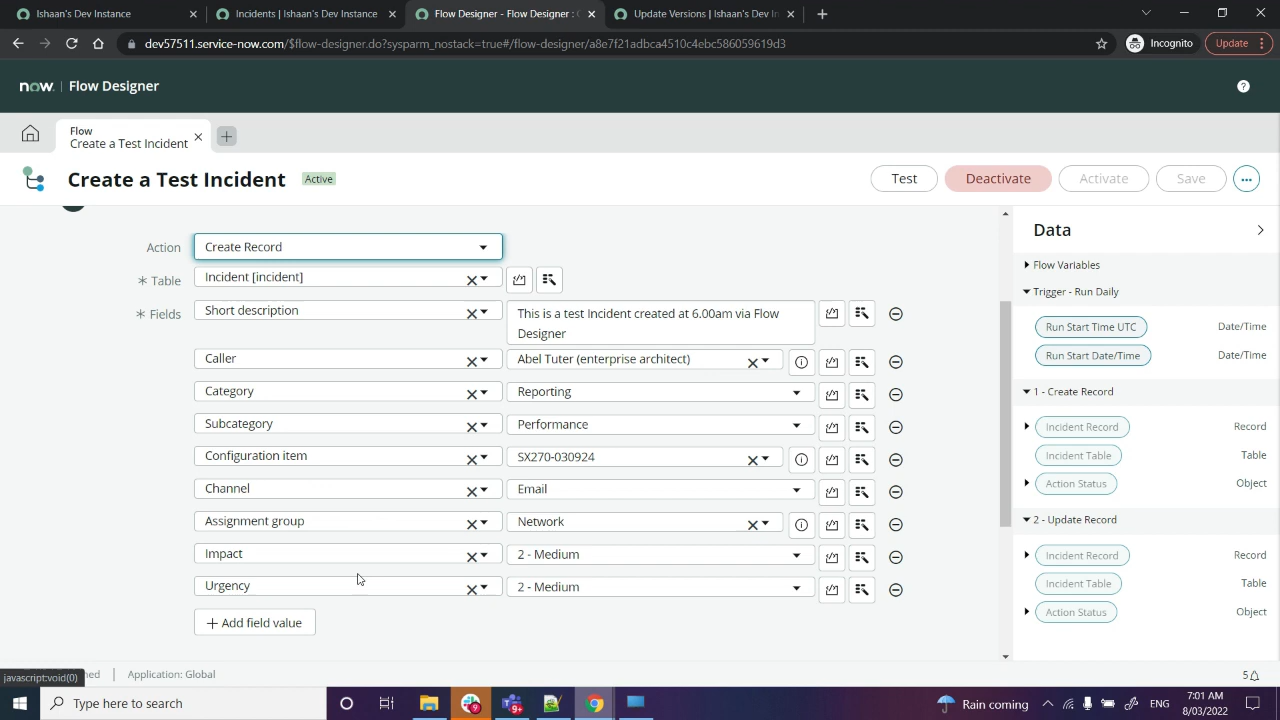 Ishaan's Dev Instance
Incidents | Ishaan's Dev Instance
Flow Designer - Flow Designer :
Update Versions | Ishaan's Dev In
dev57511.service-now.com/$flow-designer.do?sysparm_nostack=true#/flow-designer/a8e7f21adbca4510c4ebc586059619d3
Incognito
Update
now. | Flow Designer
Flow
Create a Test Incident
Create a Test Incident
Active
Test
Deactivate
Activate
Save
Action
Create Record
* Table
Incident [incident]
* Fields
Short description
This is a test Incident created at 6.00am via Flow
Designer
Caller
Abel Tuter (enterprise architect)
Category
Reporting
Subcategory
Performance
Configuration item
SX270-030924
Channel
Email
Assignment group
Network
Impact
2 - Medium
Urgency
2 - Medium
+ Add field value
Data
Flow Variables
Trigger - Run Daily
Run Start Time UTC
Date/Time
Run Start Date/Time
Date/Time
1 - Create Record
Incident Record
Record
Incident Table
Table
Action Status
Object
2 - Update Record
Incident Record
Record
Incident Table
Table
Action Status
Object
Application: Global
5
javascript:void(0)
Type here to search
9+
Rain coming
ENG
7:01 AM
8/03/2022